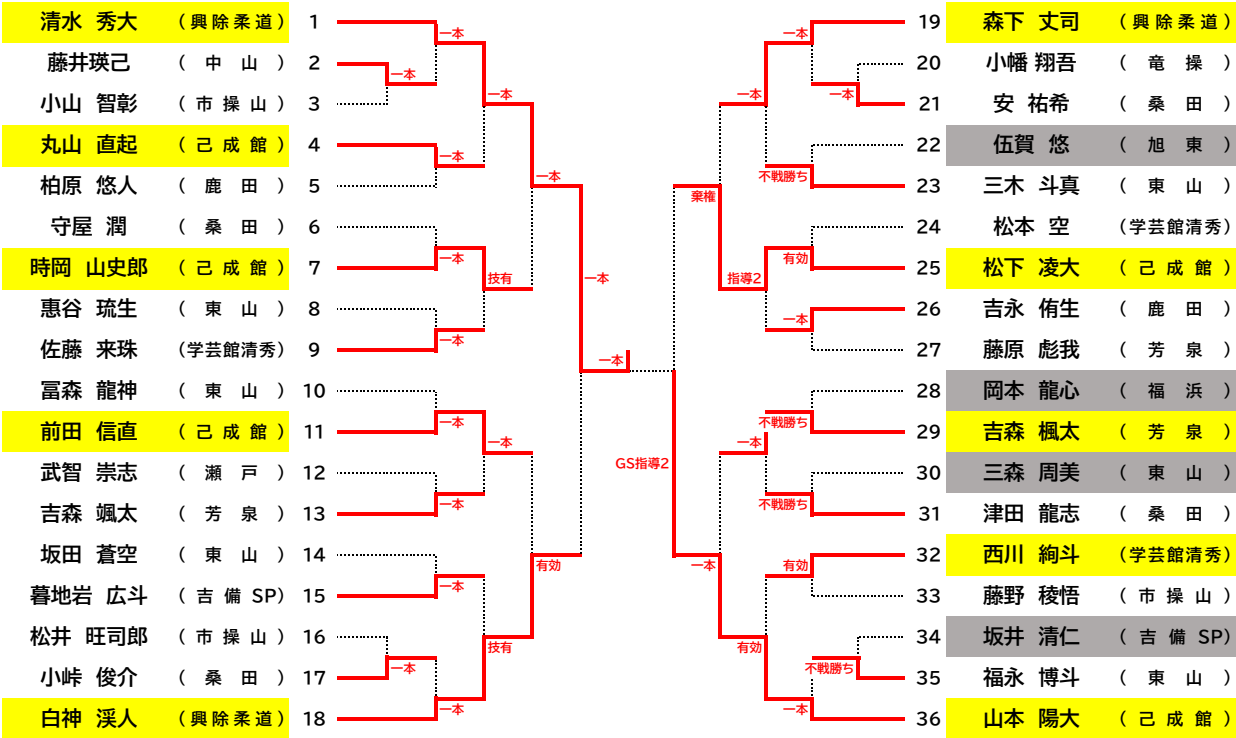 清水 秀大 (興除柔道) 1
藤井瑛己 (中山) 2
小山 智彰 (市操山) 3
丸山 直起 (己成館) 4
柏原 悠人 (鹿田) 5
守屋 潤 (桑田) 6
時岡 山史郎 (己成館) 7
惠谷 琉生 (東山) 8
佐藤 来珠 (学芸館清秀) 9
冨森 龍神 (東山) 10
前田 信直 (己成館) 11
武智 崇志 (瀬戸) 12
吉森 颯太 (芳泉) 13
坂田 蒼空 (東山) 14
暮地岩 広斗 (吉備SP) 15
松井 旺司郎 (市操山) 16
小峠 俊介 (桑田) 17
白神 渓人 (興除柔道) 18
一本
一本
一本
一本
一本
一本
技有
一本
一本
一本
一本
一本
一本
有効
一本
技有
一本
一本
一本
19 森下 丈司 (興除柔道)
20 小幡 翔吾 (竜操)
21 安 祐希 (桑田)
22 伍賀 悠 (旭東)
23 三木 斗真 (東山)
24 松本 空 (学芸館清秀)
25 松下 凌大 (己成館)
26 吉永 侑生 (鹿田)
27 藤原 彪我 (芳泉)
28 岡本 龍心 (福浜)
29 吉森 楓太 (芳泉)
30 三森 周美 (東山)
31 津田 龍志 (桑田)
32 西川 絢斗 (学芸館清秀)
33 藤野 稜悟 (市操山)
34 坂井 清仁 (吉備SP)
35 福永 博斗 (東山)
36 山本 陽大 (己成館)
一本
一本
一本
不戦勝ち
棄権
有効
指導2
一本
不戦勝ち
一本
GS指導2
不戦勝ち
一本
有効
有効
不戦勝ち
一本